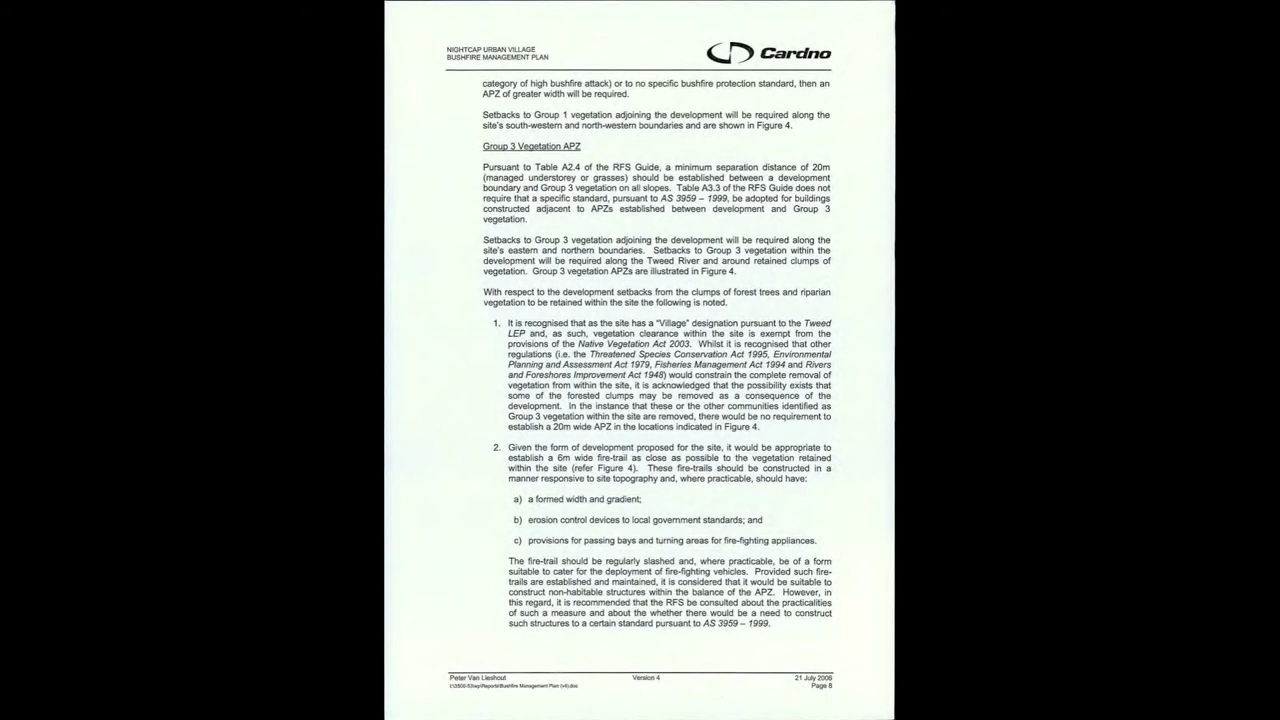 NIGHTCAP URBAN VILLAGE
BUSHFIRE MANAGEMENT PLAN
Cardno
category of high bushfire attack) or to no specific bushfire protection standard, then an
APZ of greater width will be required.
Setbacks to Group 1 vegetation adjoining the development will be required along the
site's south-western and north-western boundaries and are shown in Figure 4.
Group 3 Vegetation APZ
Pursuant to Table A2.4 of the RFS Guide, a minimum separation distance of 20m
(managed understorey or grasses) should be established between a development
boundary and Group 3 vegetation on all slopes. Table A3.3 of the RFS Guide does not
require that a specific standard, pursuant to AS 3959 – 1999, be adopted for buildings
constructed adjacent to APZs established between development and Group 3
vegetation.
Setbacks to Group 3 vegetation adjoining the development will be required along the
site's eastern and northern boundaries. Setbacks to Group 3 vegetation within the
development will be required along the Tweed River and around retained clumps of
vegetation. Group 3 vegetation APZs are illustrated in Figure 4.
With respect to the development setbacks from the clumps of forest trees and riparian
vegetation to be retained within the site the following is noted.
1. It is recognised that as the site has a "Village" designation pursuant to the Tweed
LEP and, as such, vegetation clearance within the site is exempt from the
provisions of the Native Vegetation Act 2003. Whilst it is recognised that other
regulations (i.e. the Threatened Species Conservation Act 1995, Environmental
Planning and Assessment Act 1979, Fisheries Management Act 1994 and Rivers
and Foreshores Improvement Act 1948) would constrain the complete removal of
vegetation from within the site, it is acknowledged that the possibility exists that
some of the forested clumps may be removed as a consequence of the
development. In the instance that these or the other communities identified as
Group 3 vegetation within the site are removed, there would be no requirement to
establish a 20m wide APZ in the locations indicated in Figure 4.
2. Given the form of development proposed for the site, it would be appropriate to
establish a 6m wide fire-trail as close as possible to the vegetation retained
within the site (refer Figure 4). These fire-trails should be constructed in a
manner responsive to site topography and, where practicable, should have:
a) a formed width and gradient;
b) erosion control devices to local government standards; and
c) provisions for passing bays and turning areas for fire-fighting appliances.
The fire-trail should be regularly slashed and, where practicable, be of a form
suitable to cater for the deployment of fire-fighting vehicles. Provided such fire-
trails are established and maintained, it is considered that it would be suitable to
construct non-habitable structures within the balance of the APZ. However, in
this regard, it is recommended that the RFS be consulted about the practicalities
of such a measure and about the whether there would be a need to construct
such structures to a certain standard pursuant to AS 3959 – 1999.
Peter Van Lieshout Version 4 21 July 2006
t:\3500-53\wp\Reports\Bushfire Management Plan (v4).doc Page 8